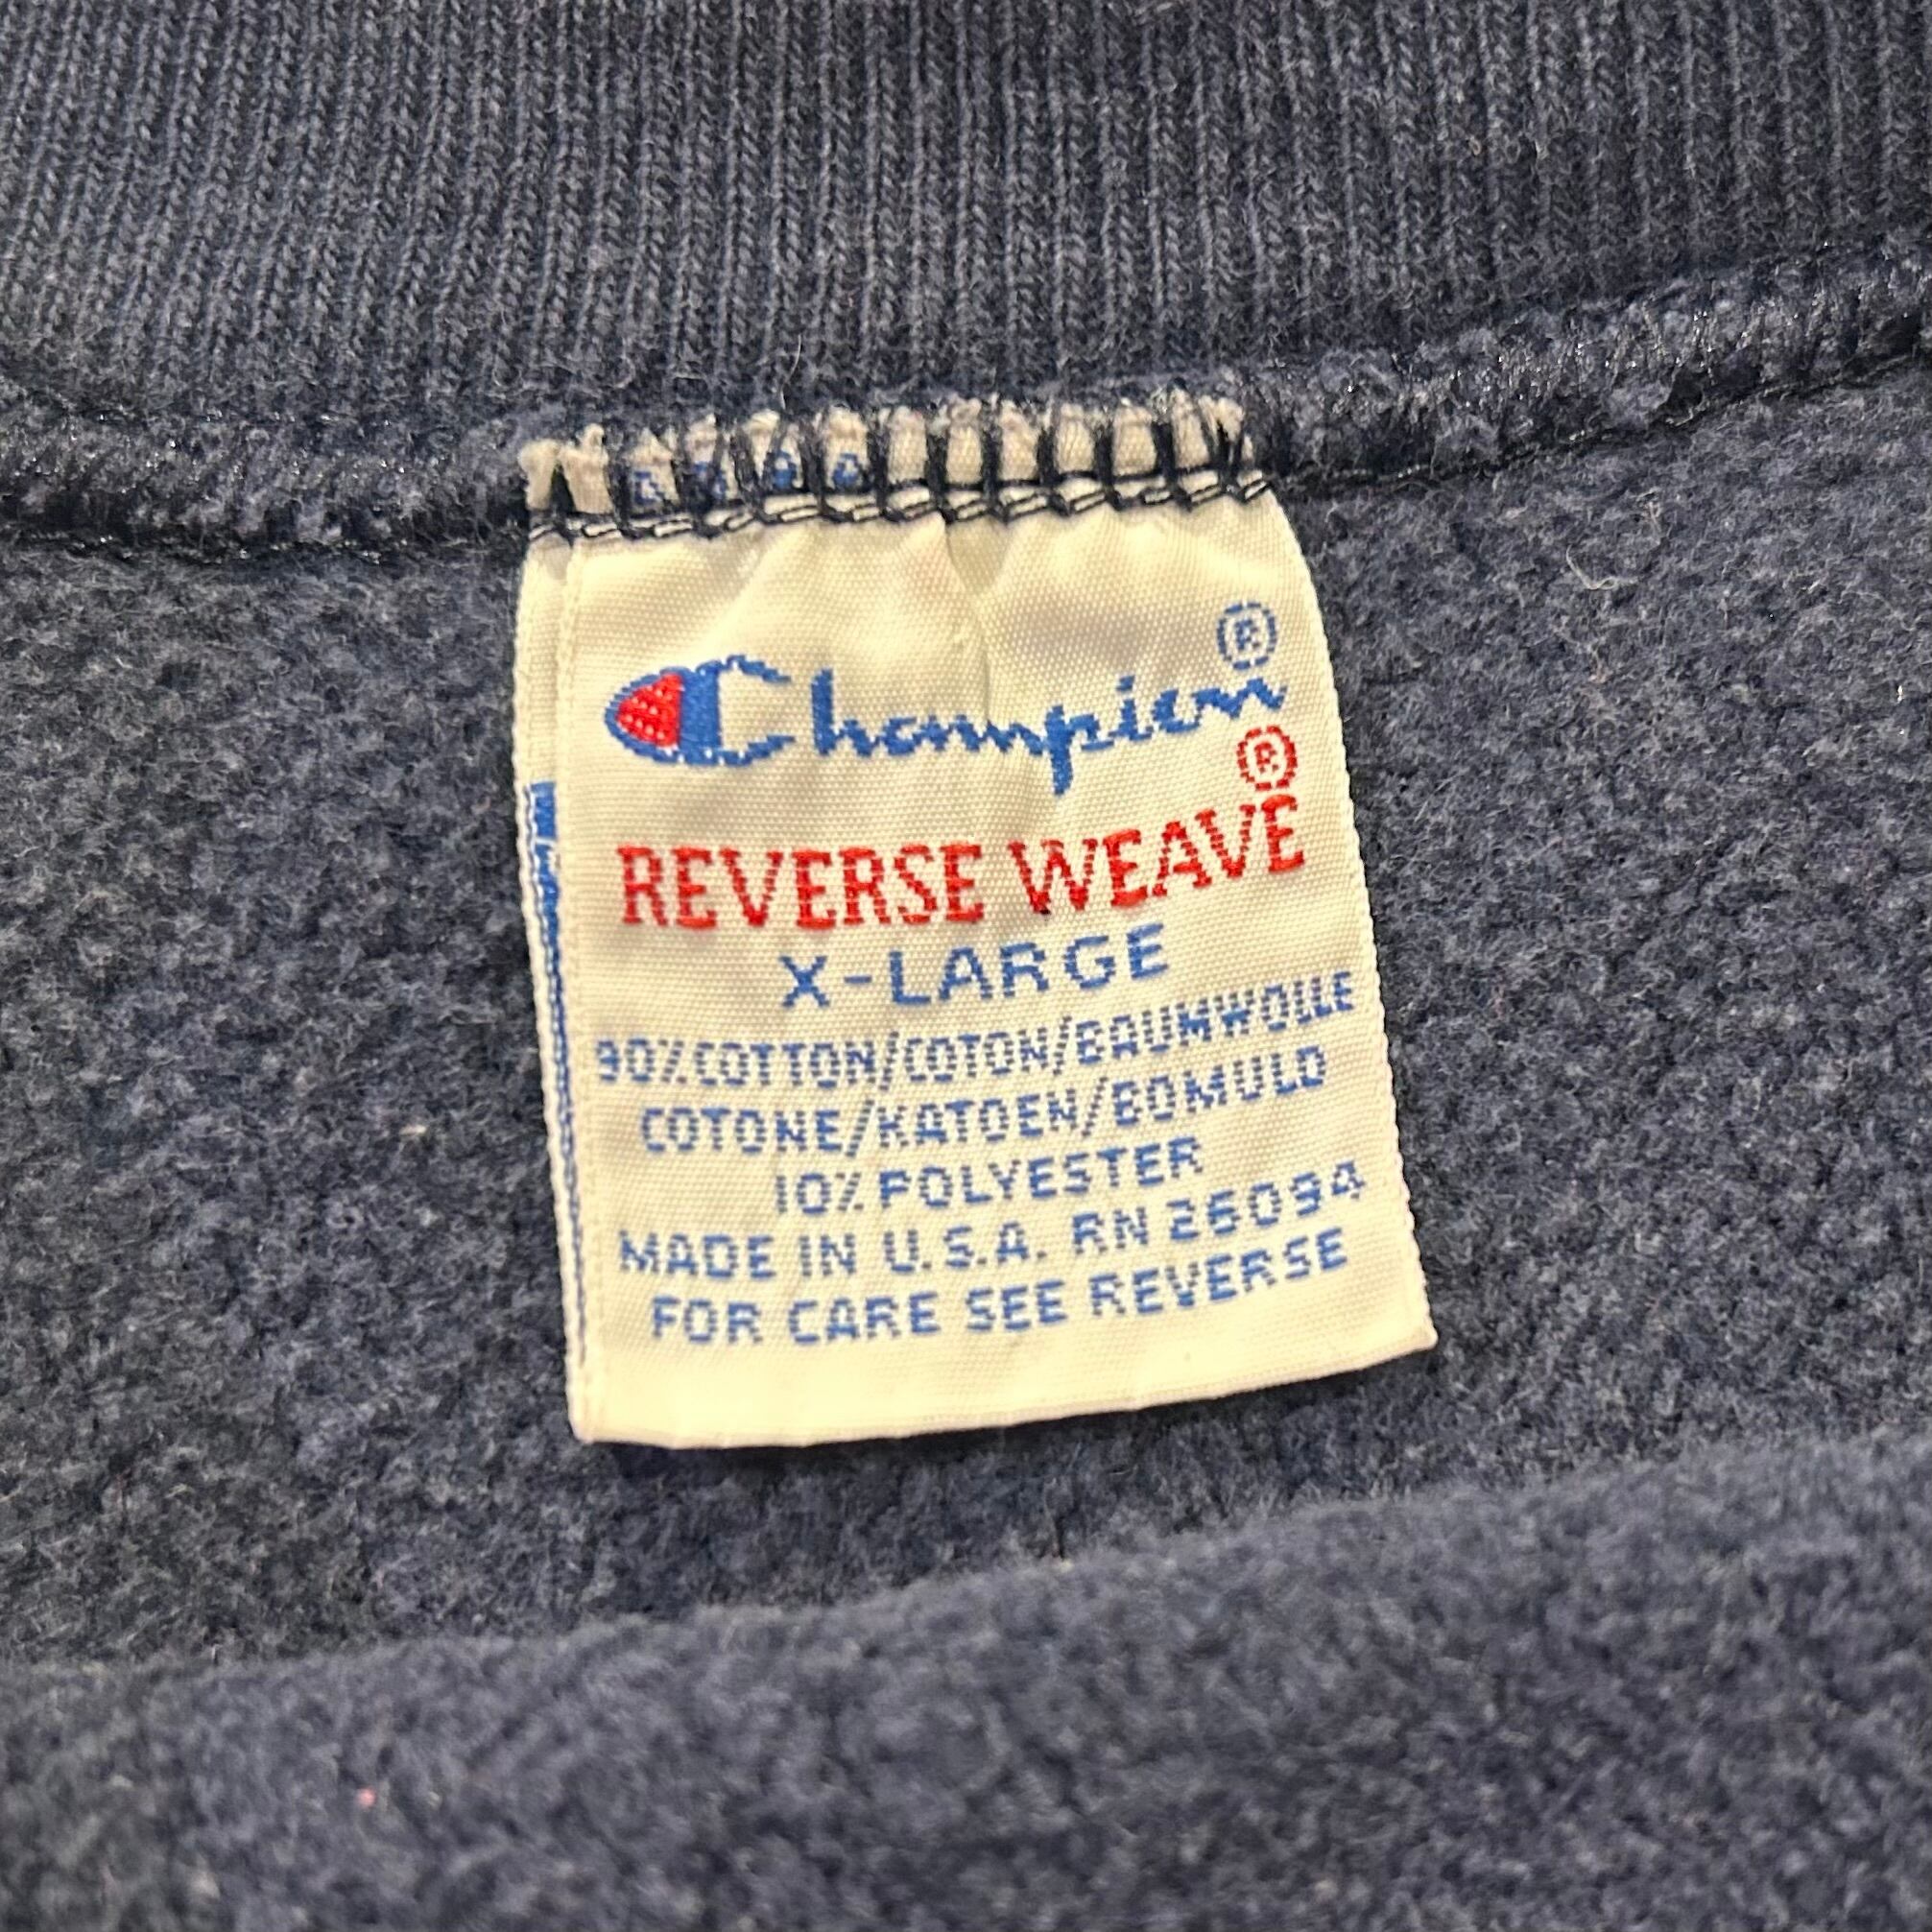 Champion®
REVERSE WEAVE®
X-LARGE
90% COTTON/COTON/BAUMWOLLE
COTONE/KATOEN/BOMULD
10% POLYESTER
MADE IN U.S.A. RN 26094
FOR CARE SEE REVERSE